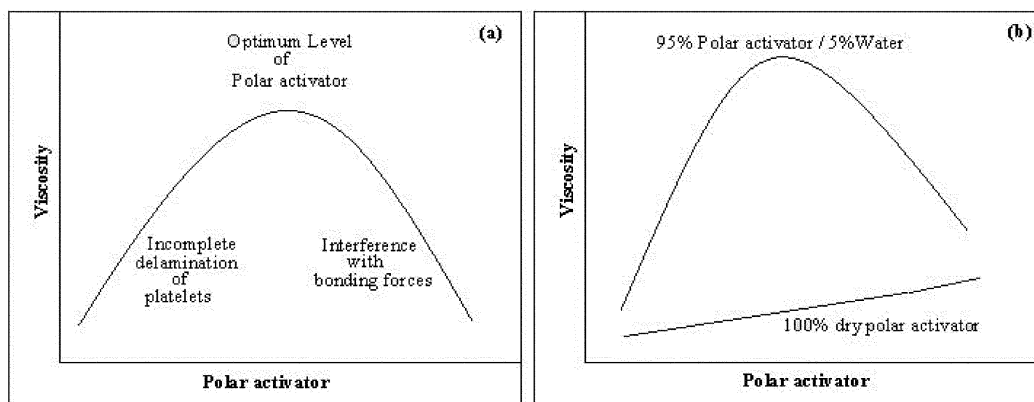 (a)
Optimum Level
of
Polar activator
Viscosity
Incomplete
delamination
of
platelets
Interference
with
bonding forces
Polar activator
(b)
95% Polar activator / 5%Water
Viscosity
100% dry polar activator
Polar activator